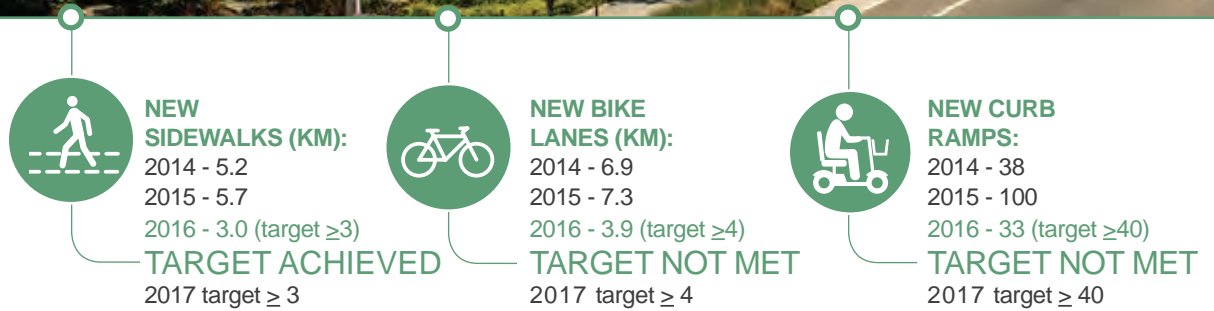 NEW
SIDEWALKS (KM):
2014 - 5.2
2015 - 5.7
2016 - 3.0 (target ≥3)
TARGET ACHIEVED
2017 target ≥ 3
NEW BIKE
LANES (KM):
2014 - 6.9
2015 - 7.3
2016 - 3.9 (target ≥4)
TARGET NOT MET
2017 target ≥ 4
NEW CURB
RAMPS:
2014 - 38
2015 - 100
2016 - 33 (target ≥40)
TARGET NOT MET
2017 target ≥ 40